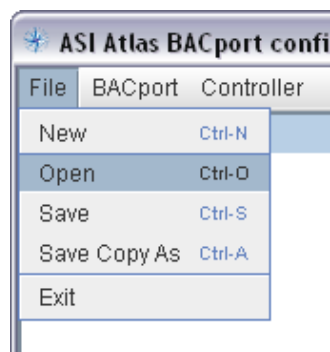 ASI Atlas BACport confi
File BACport Controller
New Ctrl-N
Open Ctrl-O
Save Ctrl-S
Save Copy As Ctrl-A
Exit